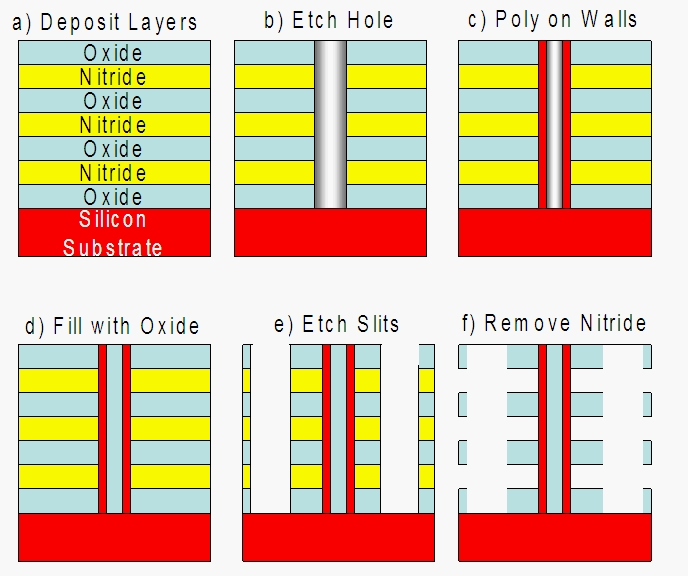 a) Deposit Layers
b) Etch Hole
c) Poly on Walls
Oxide
Nitride
Oxide
Nitride
Oxide
Nitride
Oxide
Silicon
Substrate
d) Fill with Oxide
e) Etch Slits
f) Remove Nitride